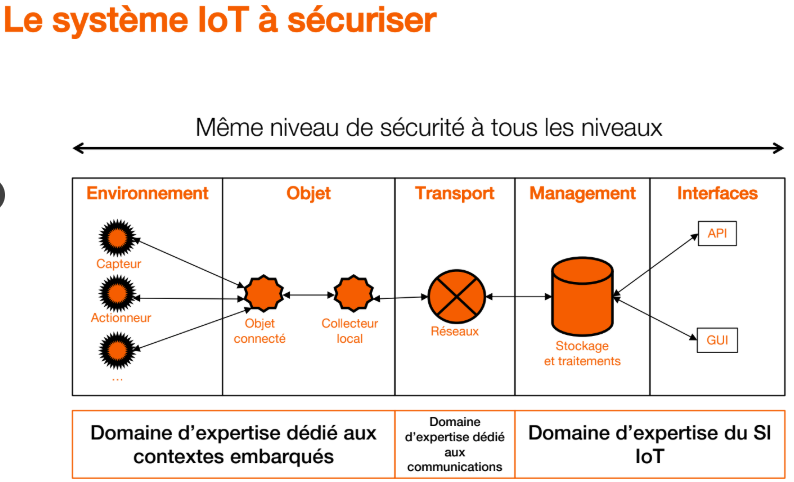 Le système IoT à sécuriser
Même niveau de sécurité à tous les niveaux
Environnement
Objet
Transport
Management
Interfaces
Capteur
Actionneur
...
Objet
connecté
Collecteur
local
Réseaux
Stockage
et traitements
API
GUI
Domaine d'expertise dédié aux
contextes embarqués
Domaine
d'expertise dédié
aux
communications
Domaine d'expertise du SI
IoT